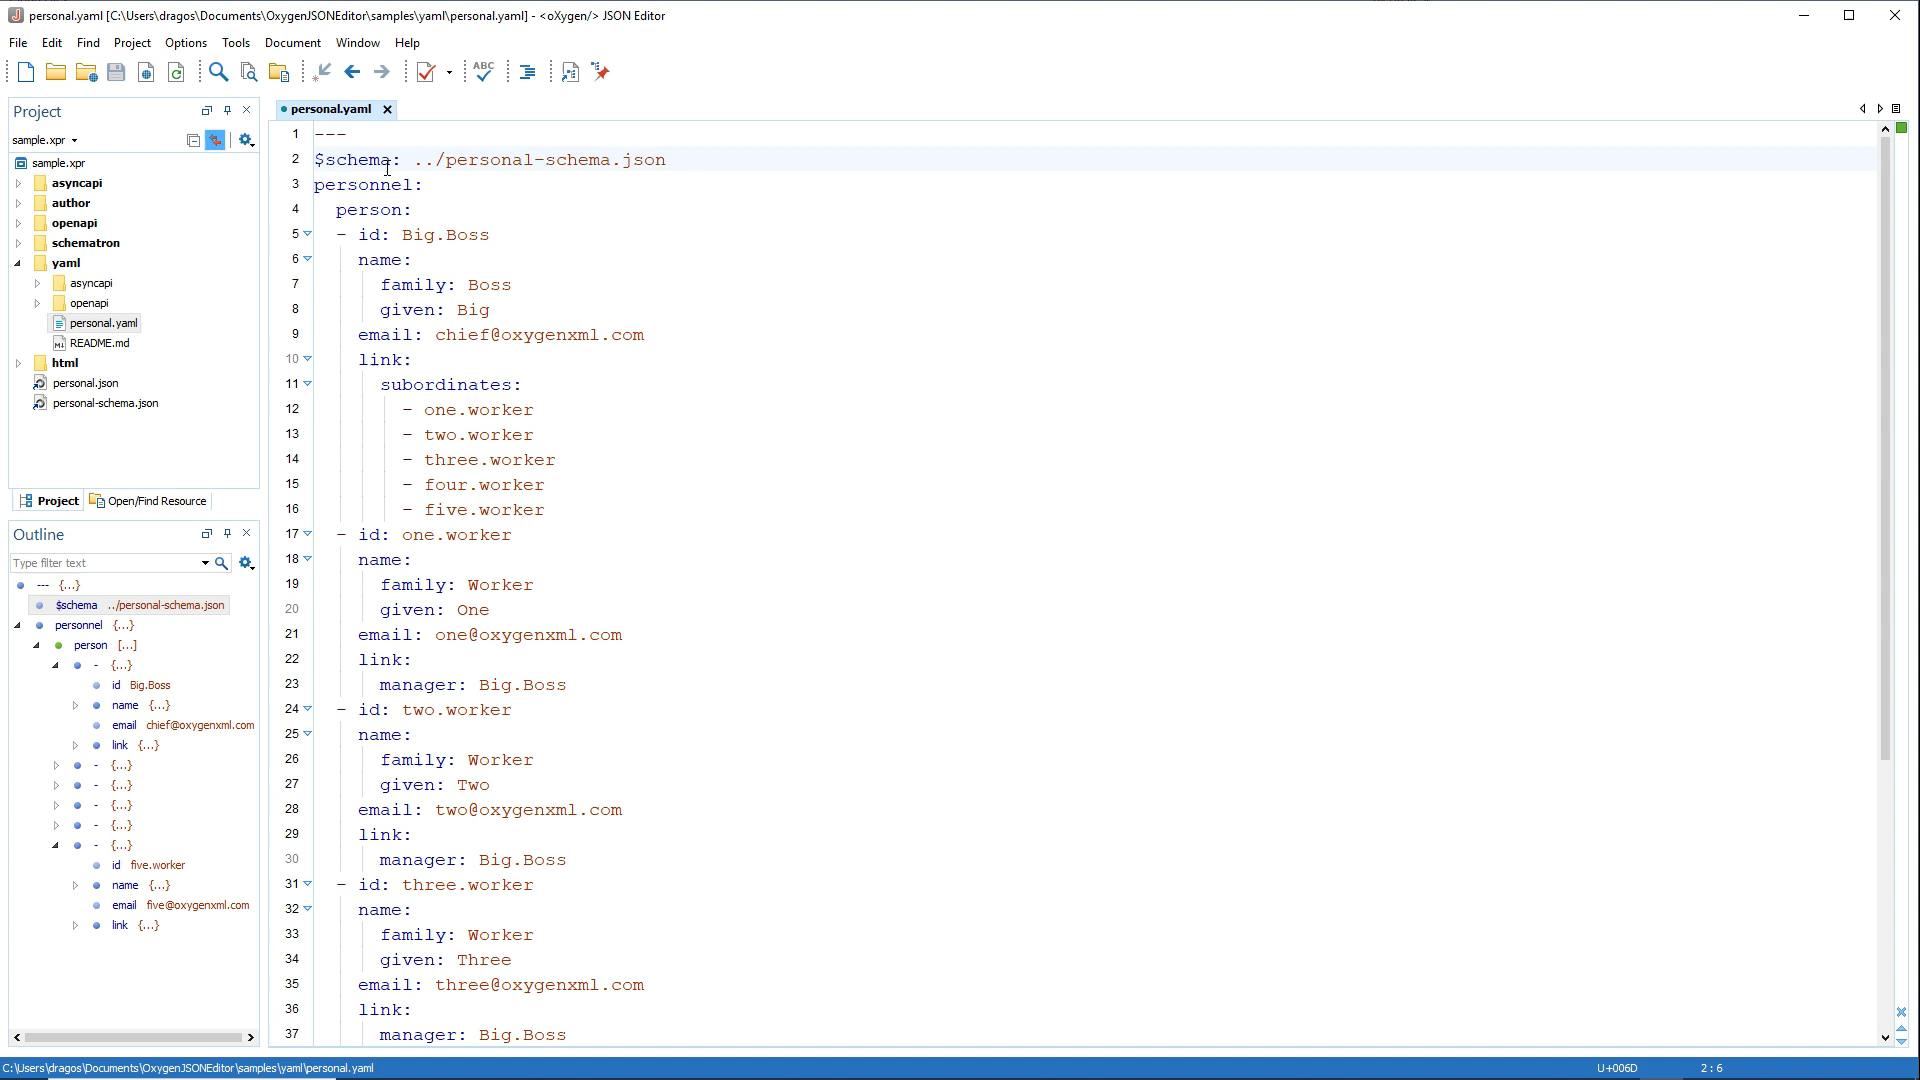 personal.yaml [C:\Users\dragos\Documents\OxygenJSONEditor\samples\yaml\personal.yaml] - <oXygen/> JSON Editor
File Edit Find Project Options Tools Document Window Help
ABC
Project
sample.xpr
sample.xpr
asyncapi
author
openapi
schematron
yaml
asyncapi
openapi
personal.yaml
README.md
html
personal.json
personal-schema.json
Project Open/Find Resource
Outline
Type filter text
--- {...}
$schema ../personal-schema.json
personnel {...}
person [...]
- {...}
id Big.Boss
name {...}
email chief@oxygenxml.com
link {...}
- {...}
- {...}
- {...}
- {...}
- {...}
id five.worker
name {...}
email five@oxygenxml.com
link {...}
personal.yaml
1 ---
2 $schema: ../personal-schema.json
3 personnel:
4 person:
5 - id: Big.Boss
6 name:
7 family: Boss
8 given: Big
9 email: chief@oxygenxml.com
10 link:
11 subordinates:
12 - one.worker
13 - two.worker
14 - three.worker
15 - four.worker
16 - five.worker
17 - id: one.worker
18 name:
19 family: Worker
20 given: One
21 email: one@oxygenxml.com
22 link:
23 manager: Big.Boss
24 - id: two.worker
25 name:
26 family: Worker
27 given: Two
28 email: two@oxygenxml.com
29 link:
30 manager: Big.Boss
31 - id: three.worker
32 name:
33 family: Worker
34 given: Three
35 email: three@oxygenxml.com
36 link:
37 manager: Big.Boss
C:\Users\dragos\Documents\OxygenJSONEditor\samples\yaml\personal.yaml U+006D 2 : 6